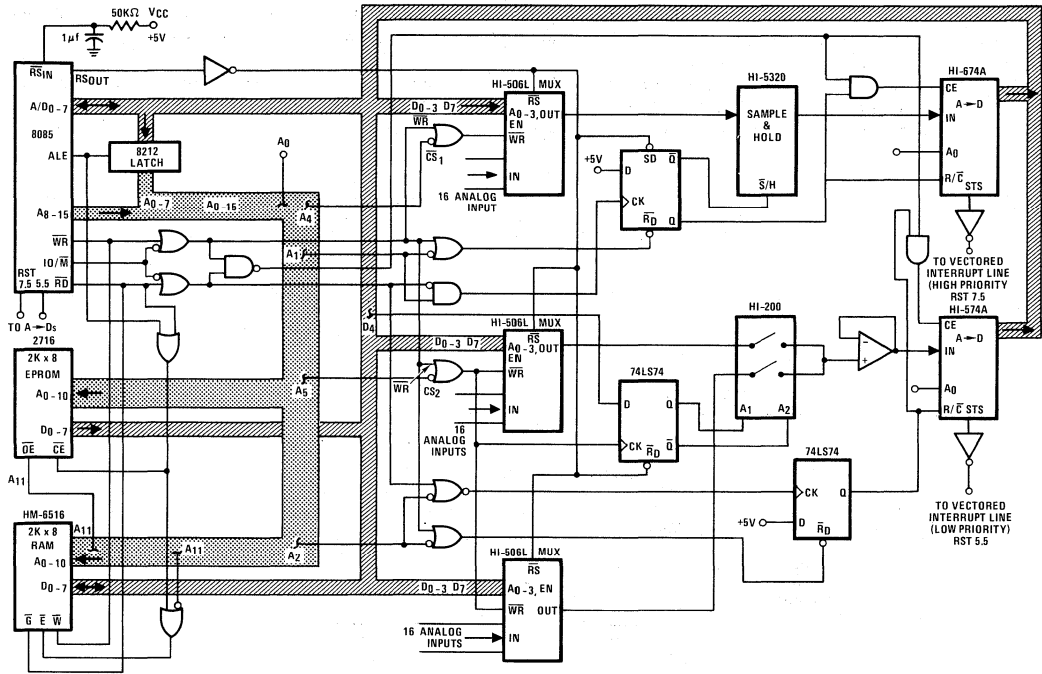 50KΩ VCC
1µf +5V
RSIN
RSOUT
A/D0-7
8085
ALE
8212
LATCH
A8-15
A0-7
A0-15
WR
IO/M
RST
7.5 5.5 RD
TO A→Ds
2716
2K x 8
EPROM
A0-10
D0-7
OE CE
A11
HM-6516
2K x 8
RAM
A11
A0-10
D0-7
G E W
A11
A0
A4
A1
A5
A2
D4
D0-3 D7
WR
CS1
HI-506L MUX
RS
A0-3, OUT
EN
WR
IN
16 ANALOG
INPUT
+5V
SD Q
D
CK
RD Q
HI-5320
SAMPLE
&
HOLD
S/H
HI-674A
CE
A→D
IN
A0
R/C
STS
TO VECTORED
INTERRUPT LINE
(HIGH PRIORITY
RST 7.5
D0-3 D7
WR
CS2
HI-506L MUX
RS
A0-3, OUT
EN
WR
IN
16
ANALOG
INPUTS
74LS74
D Q
CK RD Q
HI-200
A1 A2
-
+
HI-574A
CE
A→D
IN
A0
R/C STS
TO VECTORED
INTERRUPT LINE
(LOW PRIORITY)
RST 5.5
74LS74
CK Q
+5V
D RD
D0-3 D7
HI-506L MUX
RS
A0-3, EN
WR OUT
IN
16 ANALOG
INPUTS